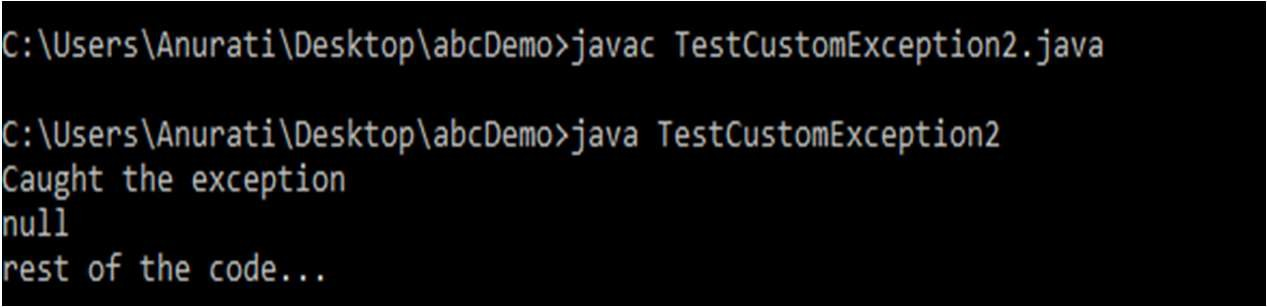 C:\Users\Anurati\Desktop\abcDemo>javac TestCustomException2.java
C:\Users\Anurati\Desktop\abcDemo>java TestCustomException2
Caught the exception
null
rest of the code...